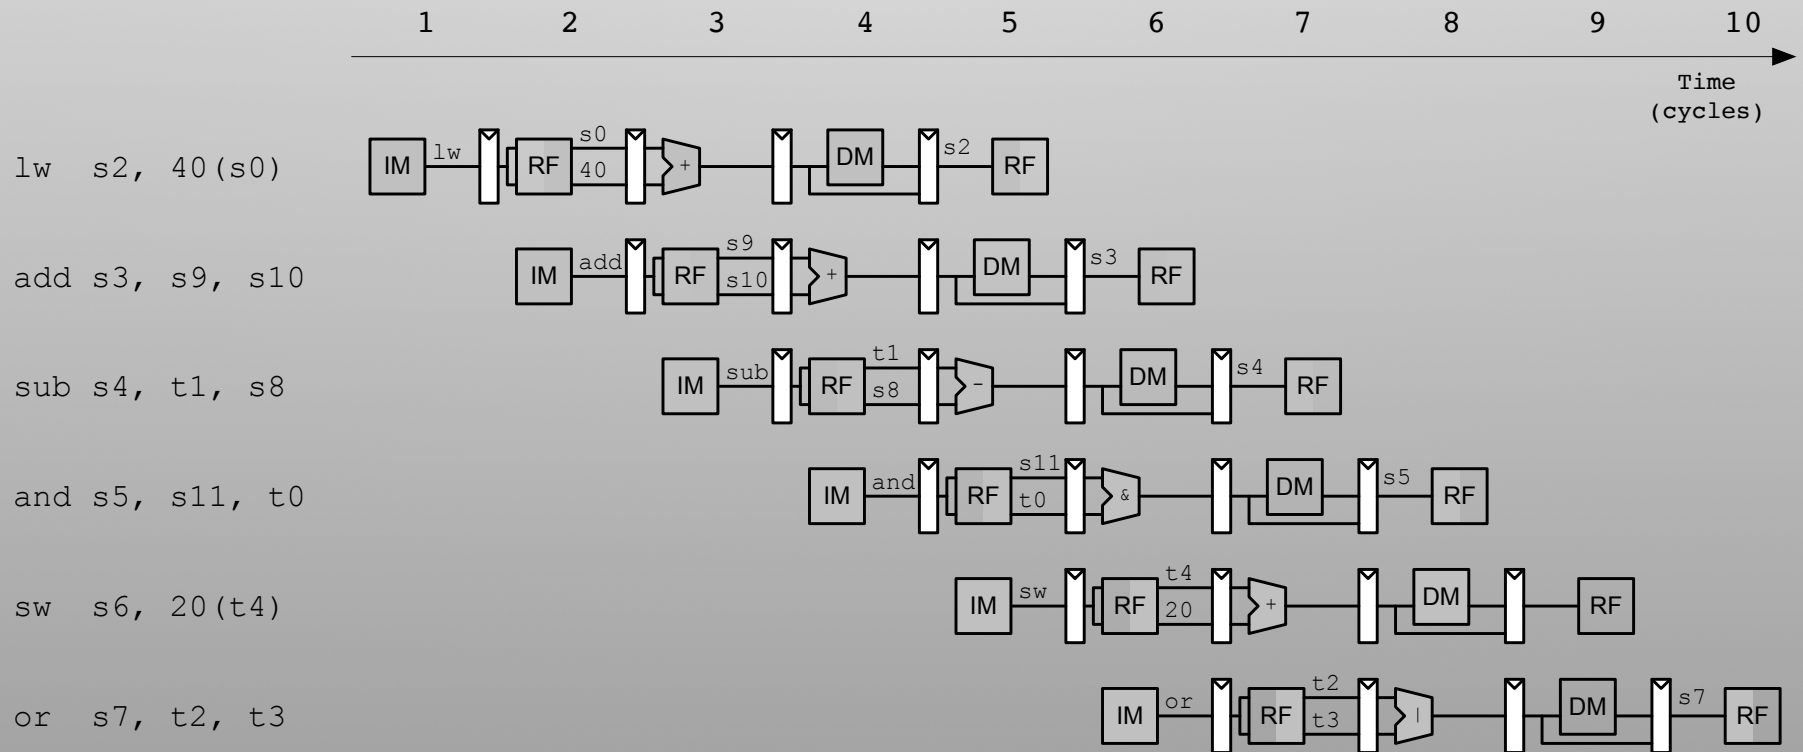 1 2 3 4 5 6 7 8 9 10
Time
(cycles)
lw s2, 40(s0)
IM lw RF s0 40 + DM s2 RF
add s3, s9, s10
IM add RF s9 s10 + DM s3 RF
sub s4, t1, s8
IM sub RF t1 s8 - DM s4 RF
and s5, s11, t0
IM and RF s11 t0 & DM s5 RF
sw s6, 20(t4)
IM sw RF t4 20 + DM RF
or s7, t2, t3
IM or RF t2 t3 | DM s7 RF